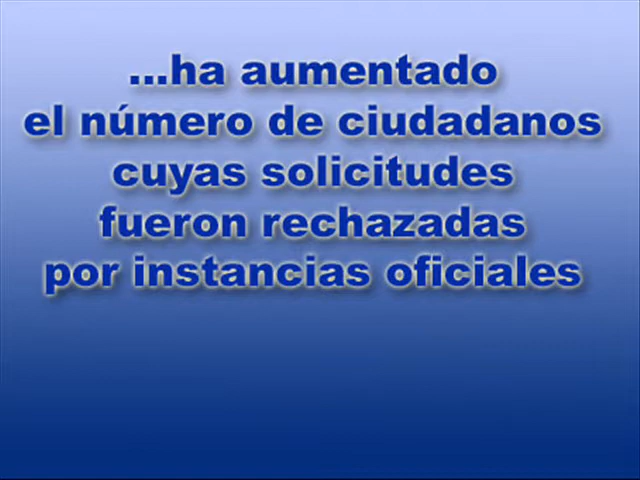 ...ha aumentado
el número de ciudadanos
cuyas solicitudes
fueron rechazadas
por instancias oficiales